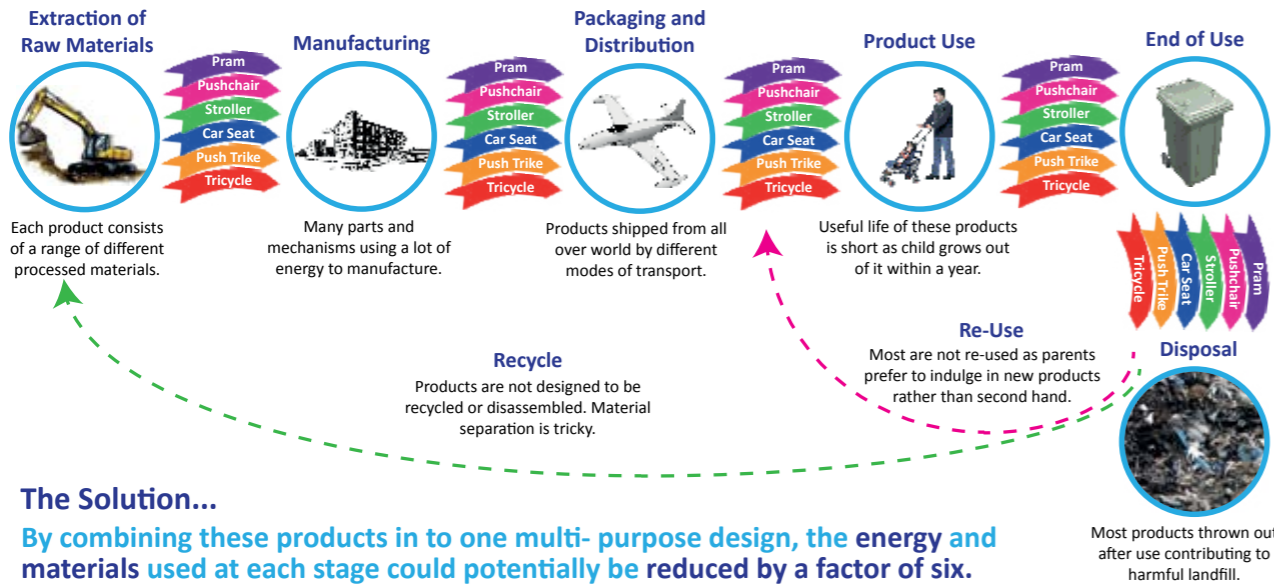 Extraction of
Raw Materials
Pram
Pushchair
Stroller
Car Seat
Push Trike
Tricycle
Each product consists
of a range of different
processed materials.
Manufacturing
Many parts and
mechanisms using a lot of
energy to manufacture.
Pram
Pushchair
Stroller
Car Seat
Push Trike
Tricycle
Packaging and
Distribution
Products shipped from all
over world by different
modes of transport.
Pram
Pushchair
Stroller
Car Seat
Push Trike
Tricycle
Product Use
Useful life of these products
is short as child grows out
of it within a year.
Pram
Pushchair
Stroller
Car Seat
Push Trike
Tricycle
End of Use
Tricycle
Push Trike
Car Seat
Stroller
Pushchair
Pram
Re-Use
Most are not re-used as parents
prefer to indulge in new products
rather than second hand.
Recycle
Products are not designed to be
recycled or disassembled. Material
separation is tricky.
Disposal
Most products thrown out
after use contributing to
harmful landfill.
The Solution...
By combining these products in to one multi- purpose design, the energy and
materials used at each stage could potentially be reduced by a factor of six.